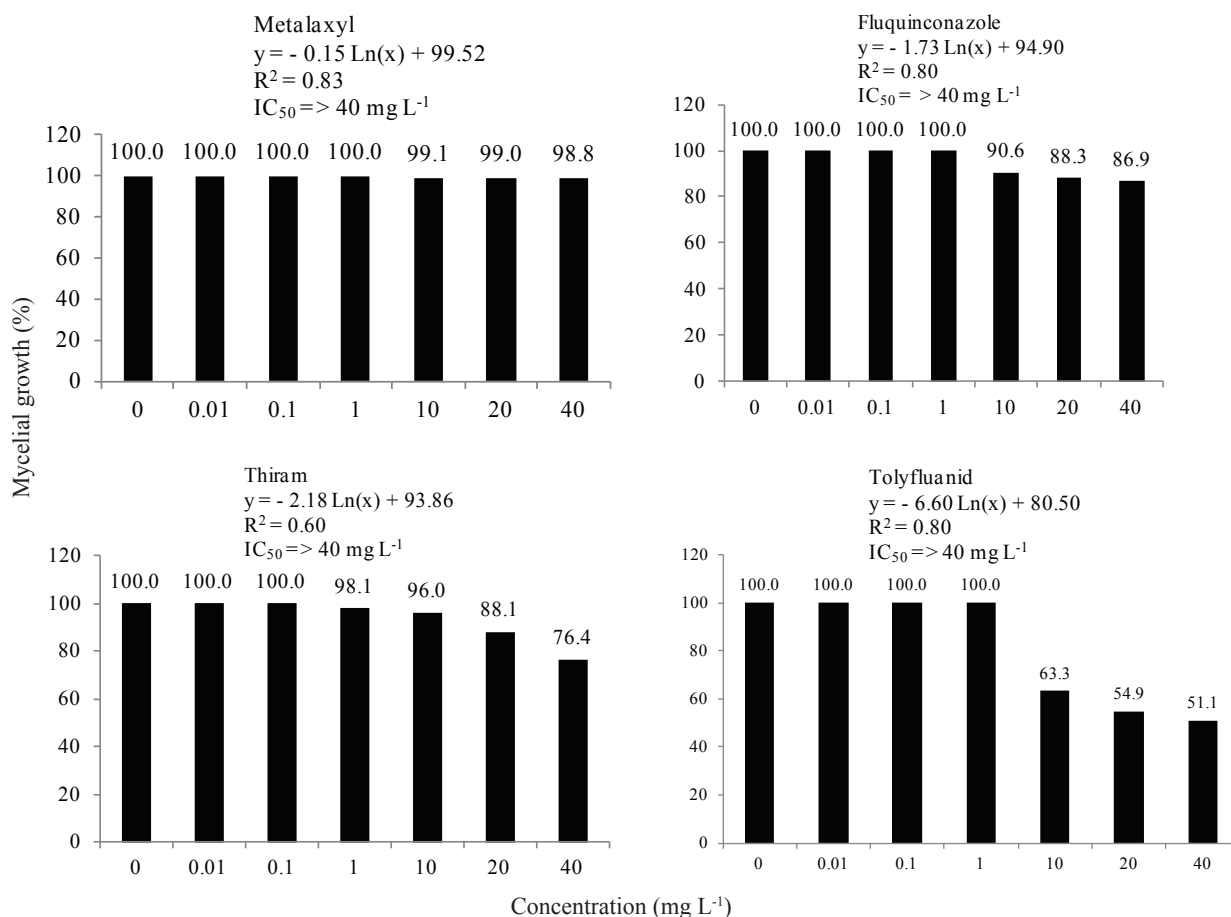 Metalaxyl
y = - 0.15 Ln(x) + 99.52
R² = 0.83
IC₅₀ => 40 mg L⁻¹
120
100
80
60
40
20
0
100.0 100.0 100.0 100.0 99.1 99.0 98.8
0 0.01 0.1 1 10 20 40
Fluquinconazole
y = - 1.73 Ln(x) + 94.90
R² = 0.80
IC₅₀ = > 40 mg L⁻¹
120
100
80
60
40
20
0
100.0 100.0 100.0 100.0 90.6 88.3 86.9
0 0.01 0.1 1 10 20 40
Mycelial growth (%)
Thiram
y = - 2.18 Ln(x) + 93.86
R² = 0.60
IC₅₀ => 40 mg L⁻¹
120
100
80
60
40
20
0
100.0 100.0 100.0 98.1 96.0 88.1 76.4
0 0.01 0.1 1 10 20 40
Tolyfluanid
y = - 6.60 Ln(x) + 80.50
R² = 0.80
IC₅₀ => 40 mg L⁻¹
120
100
80
60
40
20
0
100.0 100.0 100.0 100.0 63.3 54.9 51.1
0 0.01 0.1 1 10 20 40
Concentration (mg L⁻¹)